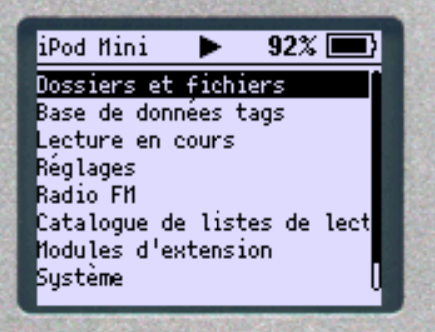 iPod Mini 92%
Dossiers et fichiers
Base de données tags
Lecture en cours
Réglages
Radio FM
Catalogue de listes de lect
Modules d'extension
Système